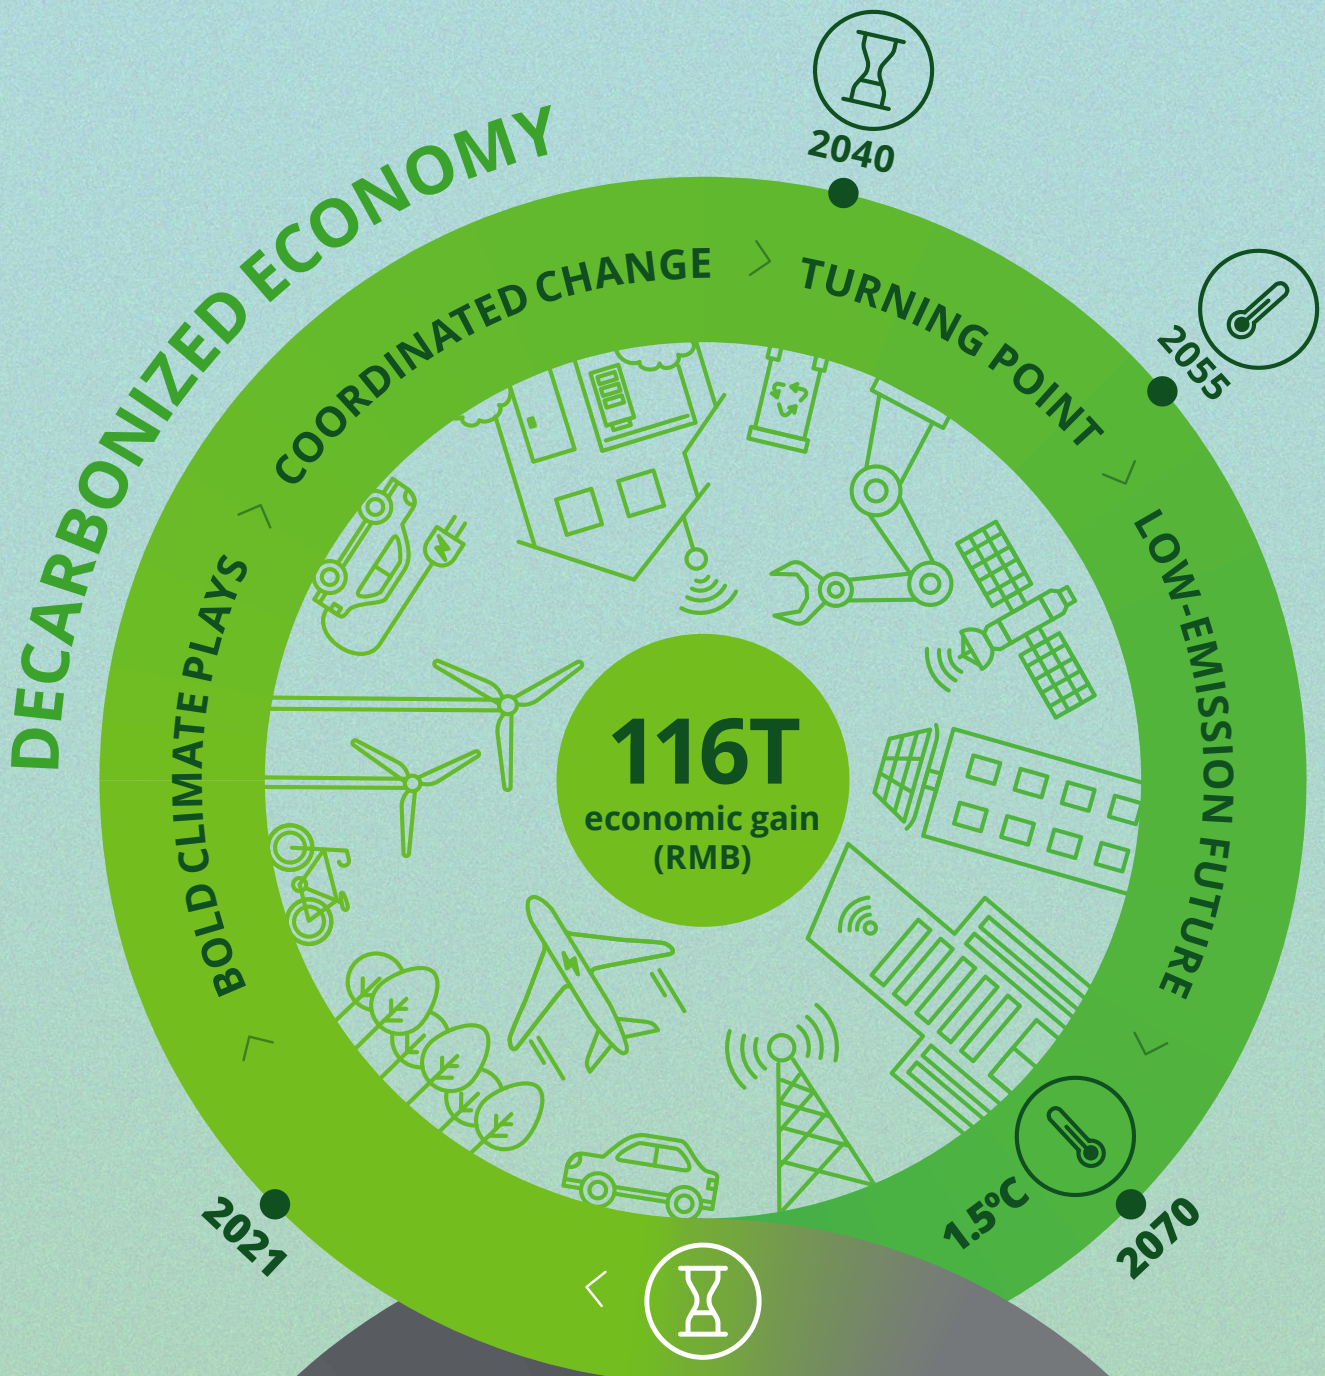 DECARBONIZED ECONOMY
2021
BOLD CLIMATE PLAYS
COORDINATED CHANGE
2040
TURNING POINT
2055
LOW-EMISSION FUTURE
1.5ºC
2070
116T
economic gain
(RMB)